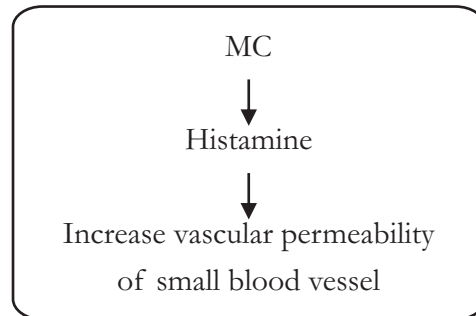 MC
Histamine
Increase vascular permeability
of small blood vessel